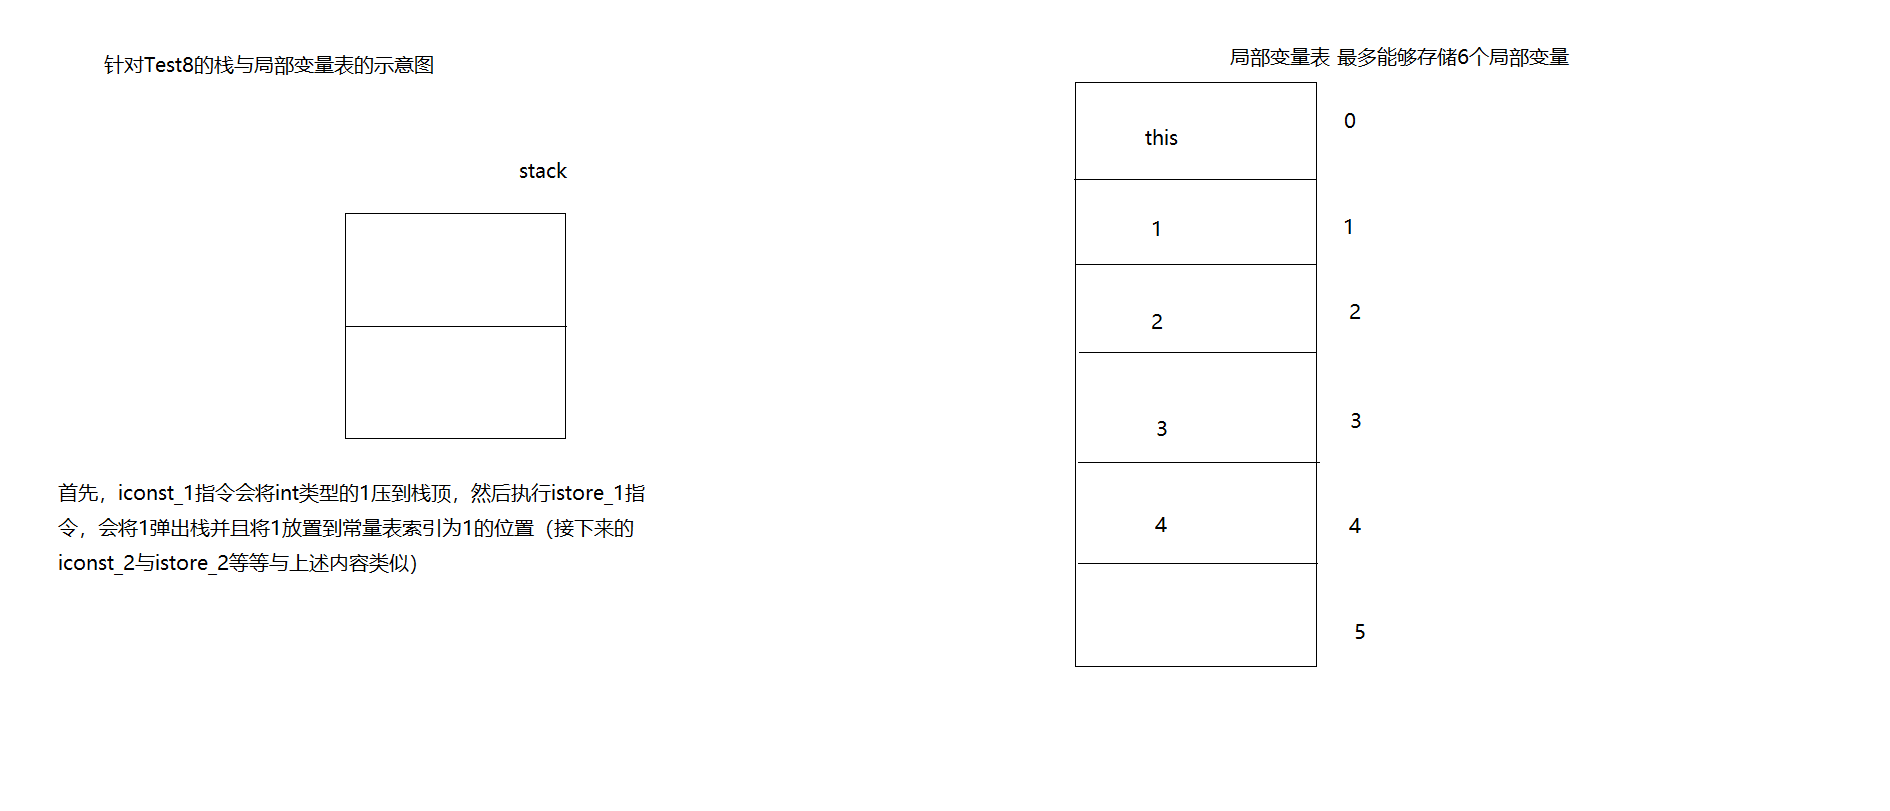 针对Test8的栈与局部变量表的示意图
stack
首先，iconst_1指令会将int类型的1压到栈顶，然后执行istore_1指
令，会将1弹出栈并且将1放置到常量表索引为1的位置（接下来的
iconst_2与istore_2等等与上述内容类似）
局部变量表 最多能够存储6个局部变量
this 0
1 1
2 2
3 3
4 4
5